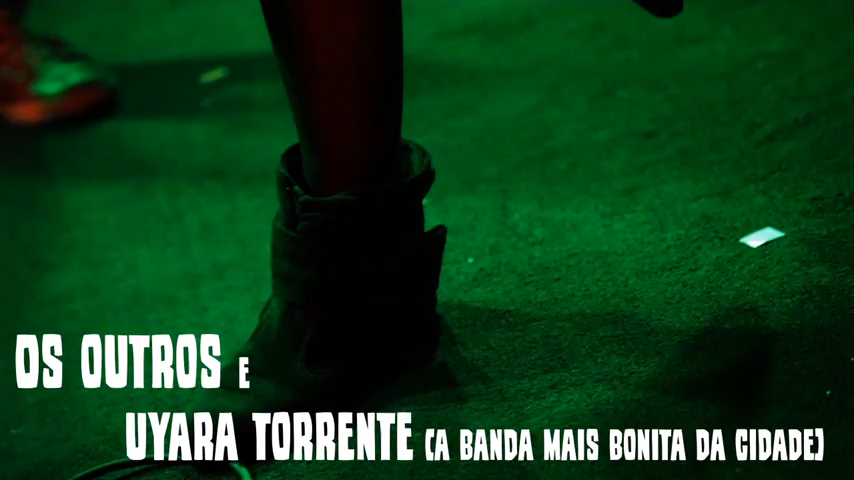 OS OUTROS E
UYARA TORRENTE (A BANDA MAIS BONITA DA CIDADE)